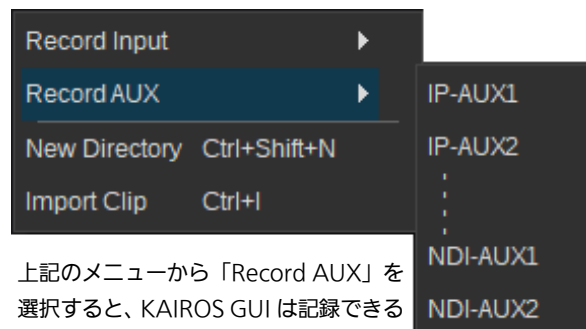 Record Input
Record AUX
New Directory Ctrl+Shift+N
Import Clip Ctrl+I
IP-AUX1
IP-AUX2
NDI-AUX1
NDI-AUX2
上記のメニューから「Record AUX」を
選択すると、KAIROS GUI は記録できる